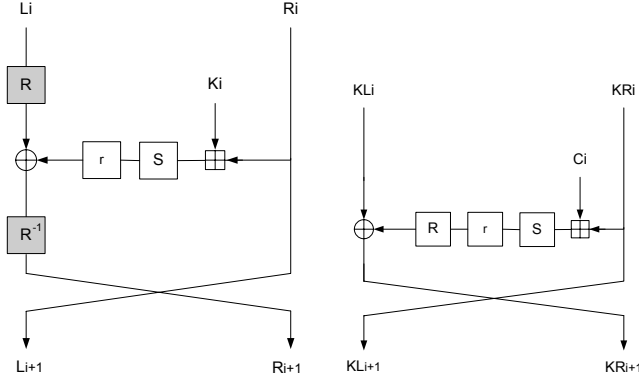 Li Ri
R
Ki
r S
R-1
Li+1 Ri+1
KLi KRi
Ci
R r S
KLi+1 KRi+1